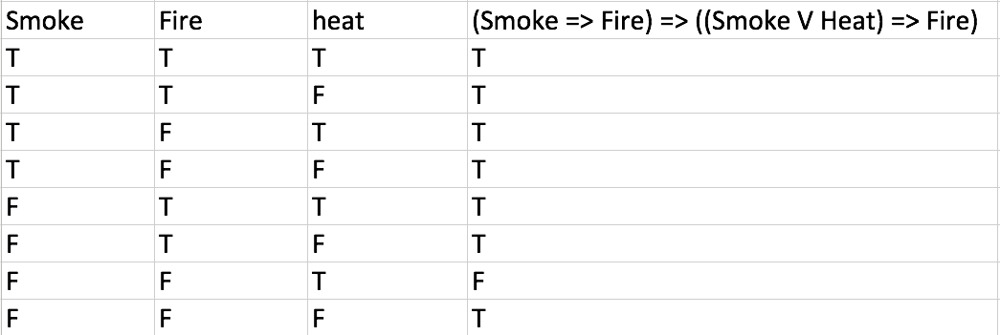 Smoke Fire heat (Smoke => Fire) => ((Smoke V Heat) => Fire)
T T T T
T T F T
T F T T
T F F T
F T T T
F T F T
F F T F
F F F T